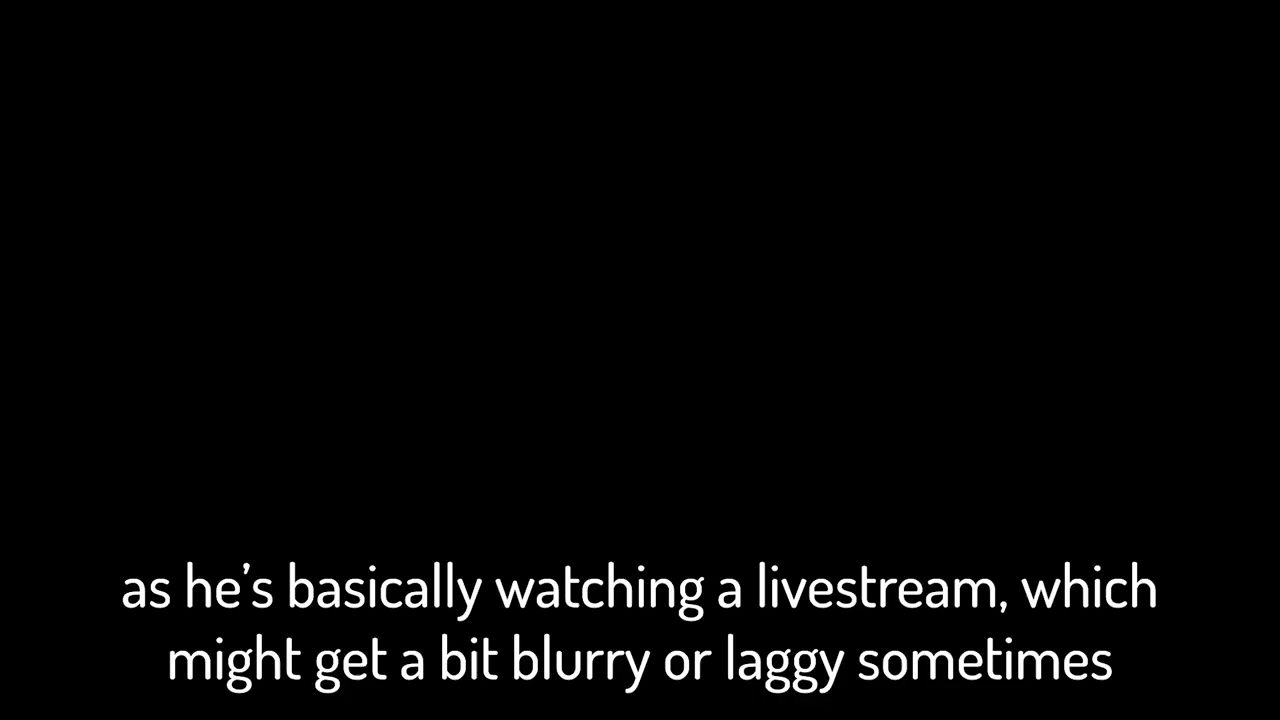 as he’s basically watching a livestream, which
might get a bit blurry or laggy sometimes